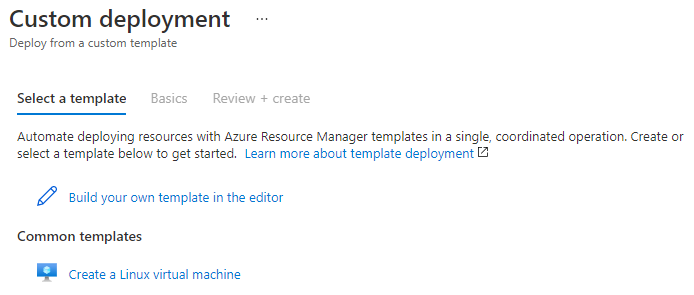 Custom deployment ...
Deploy from a custom template
Select a template Basics Review + create
Automate deploying resources with Azure Resource Manager templates in a single, coordinated operation. Create or
select a template below to get started. Learn more about template deployment
Build your own template in the editor
Common templates
Create a Linux virtual machine